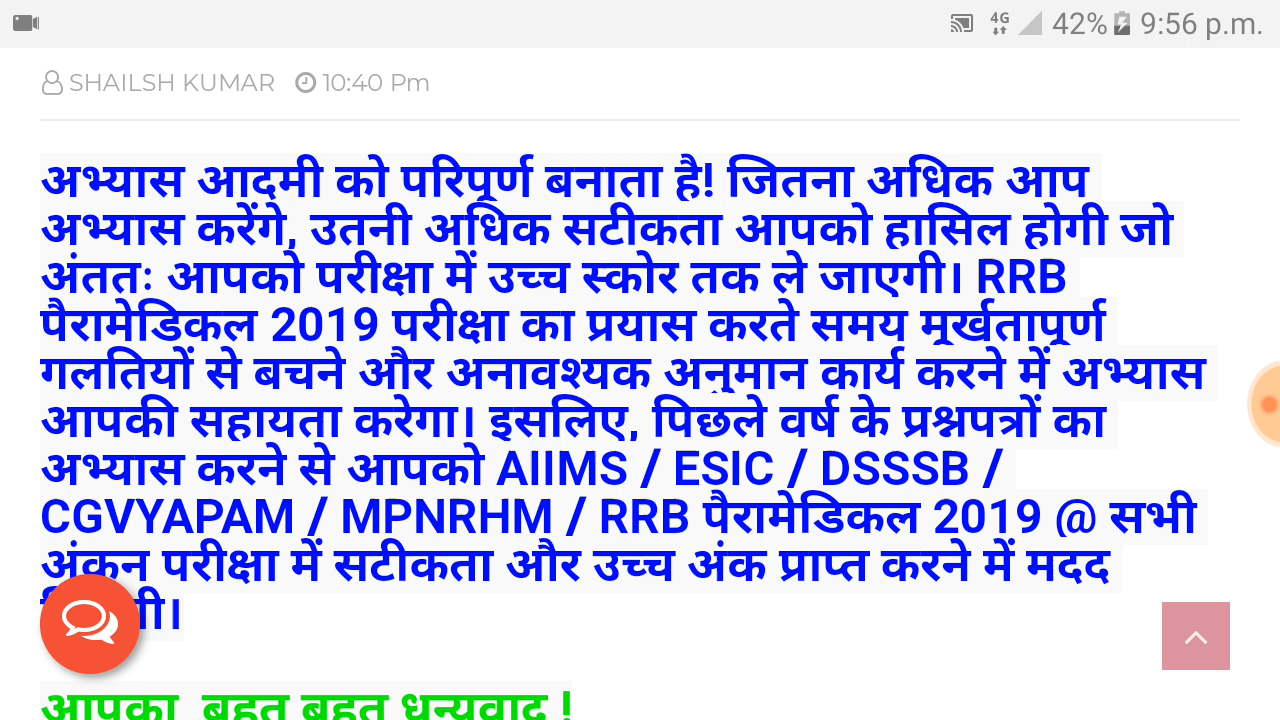 4G 42% 9:56 p.m.
SHAILSH KUMAR 10:40 Pm
अभ्यास आदमी को परिपूर्ण बनाता है! जितना अधिक आप
अभ्यास करेंगे, उतनी अधिक सटीकता आपको हासिल होगी जो
अंततः आपको परीक्षा में उच्च स्कोर तक ले जाएगी। RRB
पैरामेडिकल 2019 परीक्षा का प्रयास करते समय मूर्खतापूर्ण
गलतियों से बचने और अनावश्यक अनुमान कार्य करने में अभ्यास
आपकी सहायता करेगा। इसलिए, पिछले वर्ष के प्रश्नपत्रों का
अभ्यास करने से आपको AIIMS / ESIC / DSSSB /
CGVYAPAM / MPNRHM / RRB पैरामेडिकल 2019 @ सभी
अंकन परीक्षा में सटीकता और उच्च अंक प्राप्त करने में मदद
आपका बहुत बहुत धन्यवाद !